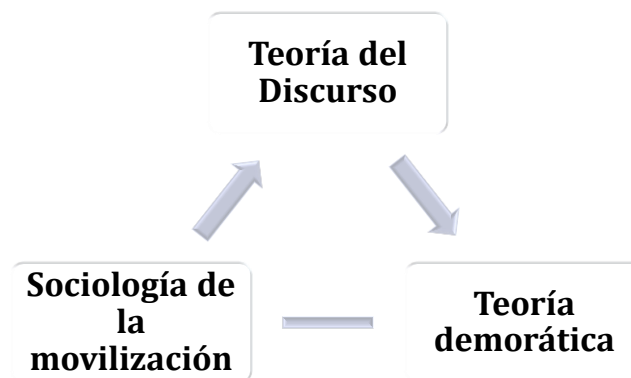 Teoría del
Discurso
Sociología de
la
movilización
Teoría
demorática